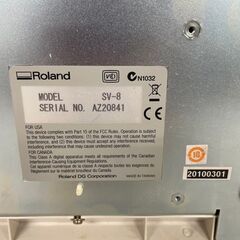 Roland
N1032
MODEL SV-8
SERIAL NO. AZ20841
FOR USA
This device complies with Part 15 of the FCC Rules. Operation
is subject to the following two conditions: (1) this device may
not cause harmful interference, and (2) this device must
accept any interference received, including interference that
may cause undesired operation.
FOR CANADA
This Class A digital apparatus meets all requirements of the Canadian
Interference-Causing Equipment Regulations.
Roland DG Corporation
MADE IN TAIWAN
20100301